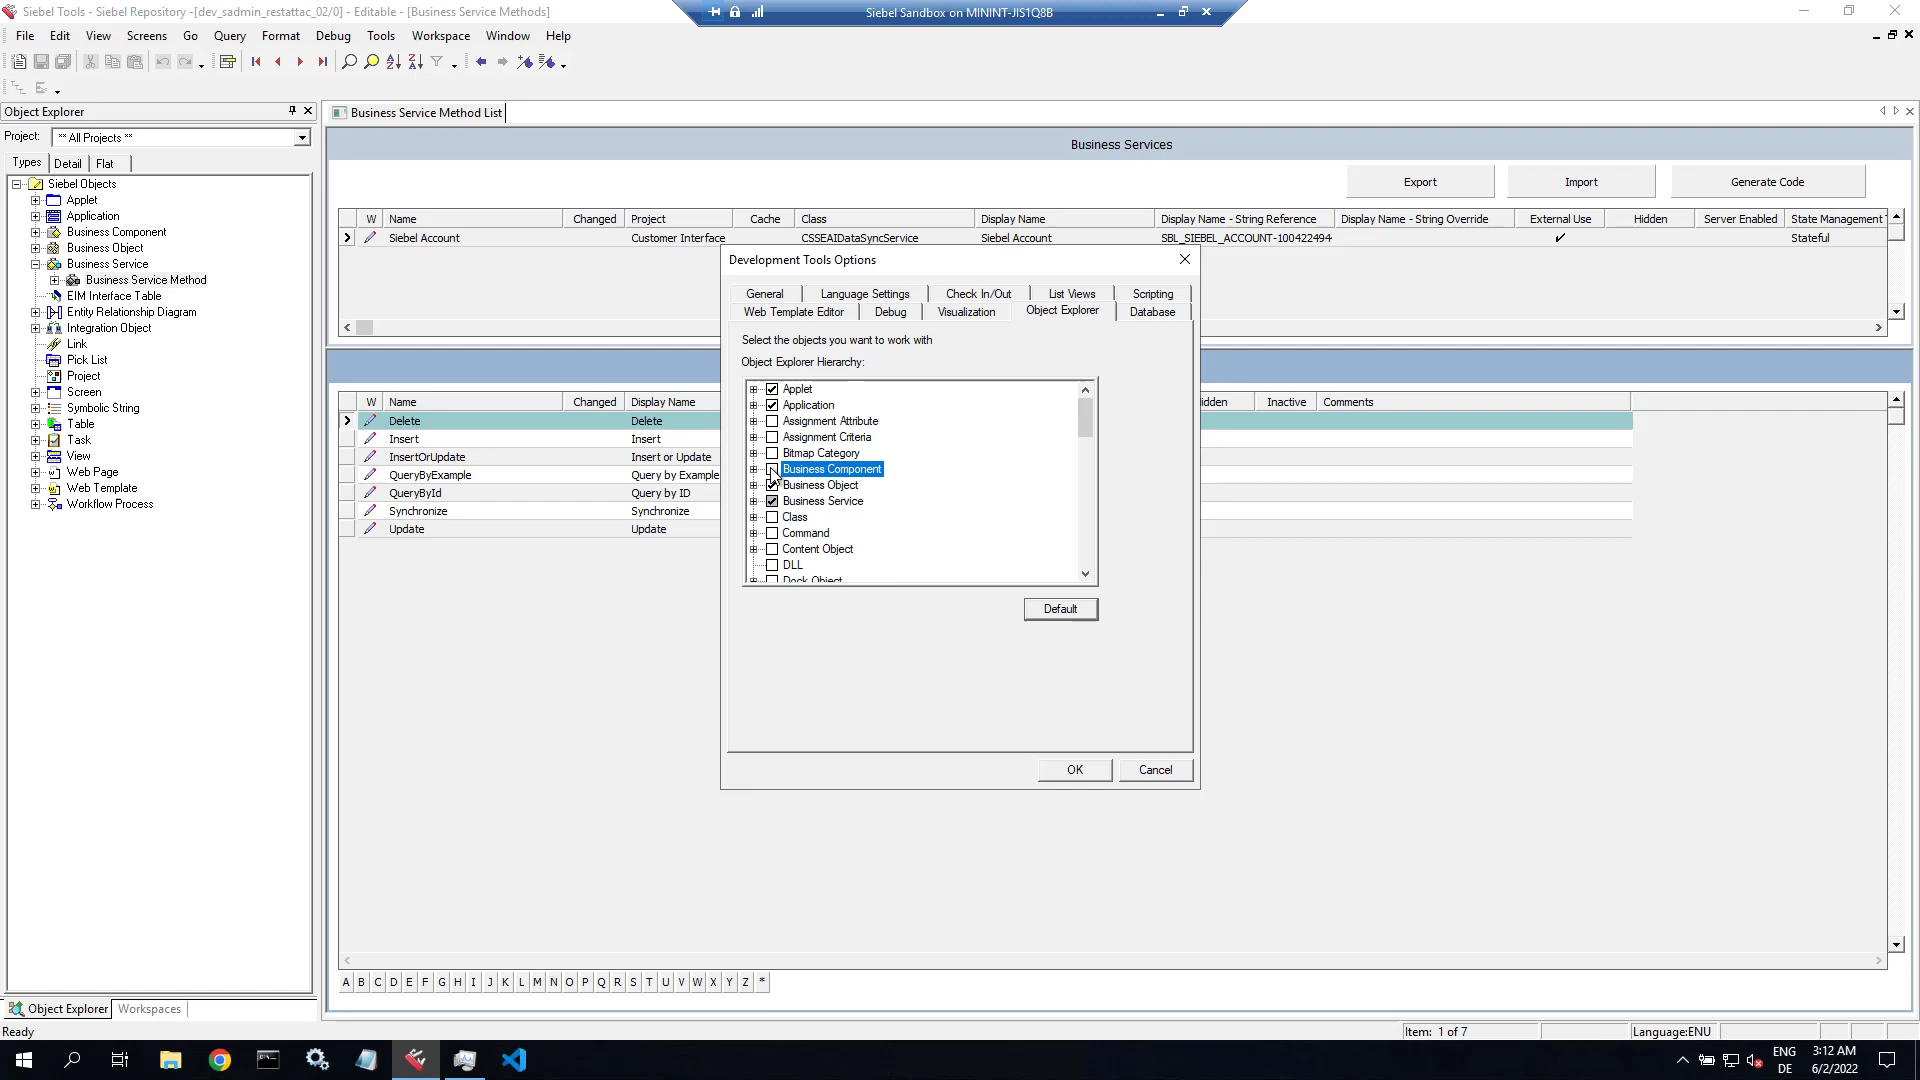 Siebel Tools - Siebel Repository -[dev_sadmin_restattac_02/0] - Editable - [Business Service Methods]
Siebel Sandbox on MININT-JIS1Q8B
File Edit View Screens Go Query Format Debug Tools Workspace Window Help
Object Explorer
Project: ** All Projects **
Types Detail Flat
Siebel Objects
Applet
Application
Business Component
Business Object
Business Service
Business Service Method
EIM Interface Table
Entity Relationship Diagram
Integration Object
Link
Pick List
Project
Screen
Symbolic String
Table
Task
View
Web Page
Web Template
Workflow Process
Object Explorer Workspaces
Business Service Method List
Business Services
Export Import Generate Code
W Name Changed Project Cache Class Display Name Display Name - String Reference Display Name - String Override External Use Hidden Server Enabled State Management
Siebel Account Customer Interface CSSEAIDataSyncService Siebel Account SBL_SIEBEL_ACCOUNT-100422494 Stateful
W Name Changed Display Name Inactive Comments
Delete Delete
Insert Insert
InsertOrUpdate Insert or Update
QueryByExample Query by Example
QueryById Query by ID
Synchronize Synchronize
Update Update
Development Tools Options
General Language Settings Check In/Out List Views Scripting
Web Template Editor Debug Visualization Object Explorer Database
Select the objects you want to work with
Object Explorer Hierarchy:
Applet
Application
Assignment Attribute
Assignment Criteria
Bitmap Category
Business Component
Business Object
Business Service
Class
Command
Content Object
DLL
Dock Object
Default
OK Cancel
A B C D E F G H I J K L M N O P Q R S T U V W X Y Z *
Ready
Item: 1 of 7
Language:ENU
ENG
DE
3:12 AM
6/2/2022